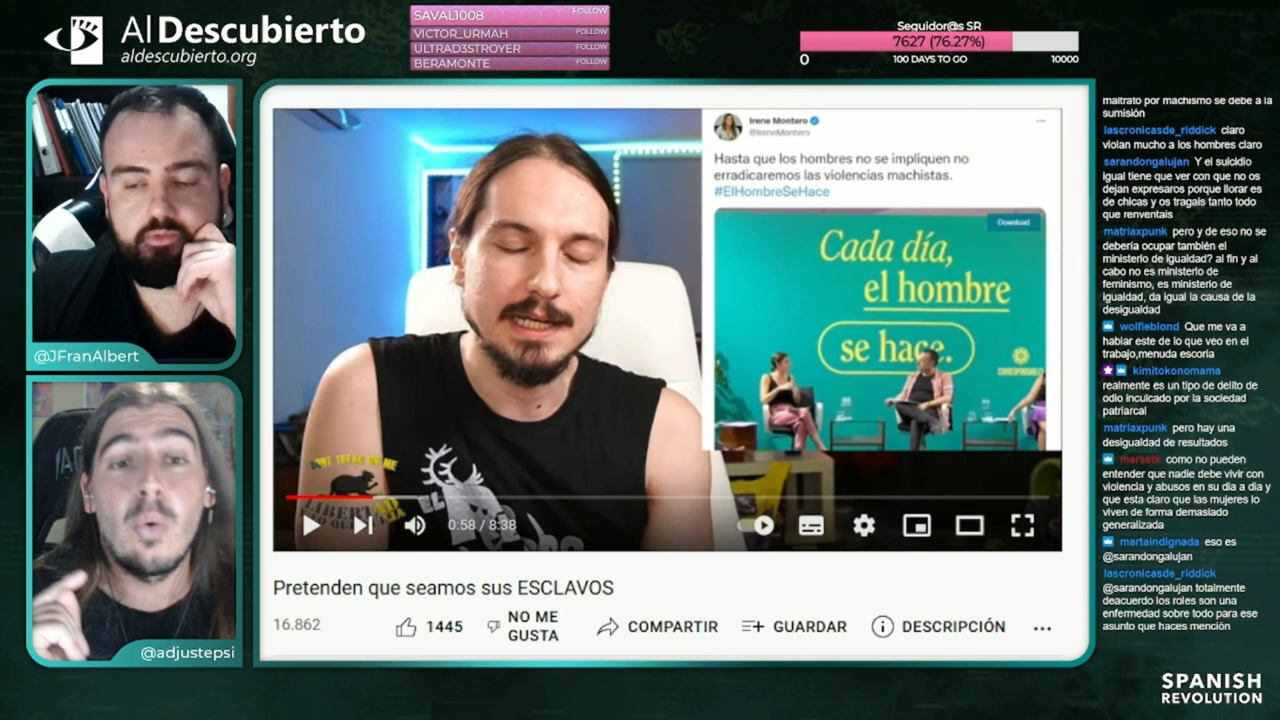 Al Descubierto
aldescubierto.org
SAVAL1008 FOLLOW
VICTOR_URMAH FOLLOW
ULTRAD3STROYER FOLLOW
BERAMONTE FOLLOW
Seguidor@s SR
7627 (76.27%)
0 100 DAYS TO GO 10000
@JFranAlbert
@adjustepsi
Irene Montero
@IreneMontero
Hasta que los hombres no se impliquen no
erradicaremos las violencias machistas.
#ElHombreSeHace
Download
Cada día,
el hombre
se hace.
DONT TREAD ON ME
0:58 / 8:38
Pretenden que seamos sus ESCLAVOS
16.862
1445
NO ME
GUSTA
COMPARTIR
GUARDAR
DESCRIPCIÓN
maltrato por machismo se debe a la
sumisión
lascronicasde_riddick claro
violan mucho a los hombres claro
sarandongalujan Y el suicidio
igual tiene que ver con que no os
dejan expresaros porque llorar es
de chicas y os tragais tanto todo
que renventais
matriaxpunk pero y de eso no se
debería ocupar también el
ministerio de igualdad? al fin y al
cabo no es ministerio de
feminismo, es ministerio de
igualdad, da igual la causa de la
desigualdad
wolfieblond Que me va a
hablar este de lo que veo en el
trabajo,menuda escoria
kimitokonomama
realmente es un tipo de delito de
odio inculcado por la sociedad
patriarcal
matriaxpunk pero hay una
desigualdad de resultados
mersetk como no pueden
entender que nadie debe vivir con
violencia y abusos en su dia a dia y
que esta claro que las mujeres lo
viven de forma demasiado
generalizada
martaindignada eso es
@sarandongalujan
lascronicasde_riddick
@sarandongalujan totalmente
deacuerdo los roles son una
enfermedad sobre todo para ese
asunto que haces mención
SPANISH
REVOLUTION